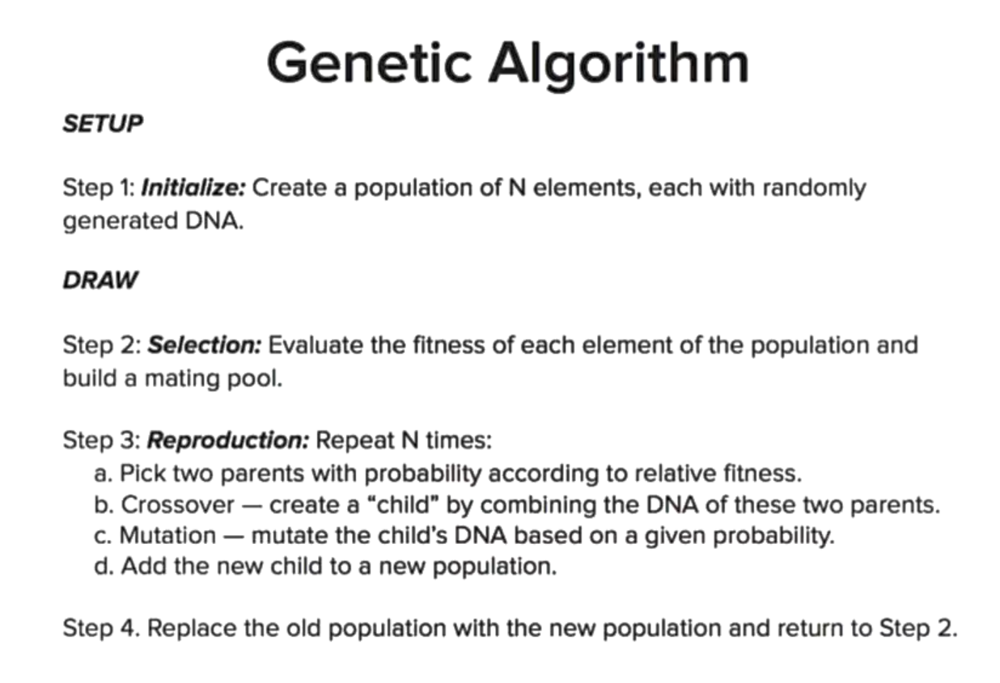 Genetic Algorithm
SETUP
Step 1: Initialize: Create a population of N elements, each with randomly
generated DNA.
DRAW
Step 2: Selection: Evaluate the fitness of each element of the population and
build a mating pool.
Step 3: Reproduction: Repeat N times:
a. Pick two parents with probability according to relative fitness.
b. Crossover — create a “child” by combining the DNA of these two parents.
c. Mutation — mutate the child’s DNA based on a given probability.
d. Add the new child to a new population.
Step 4. Replace the old population with the new population and return to Step 2.